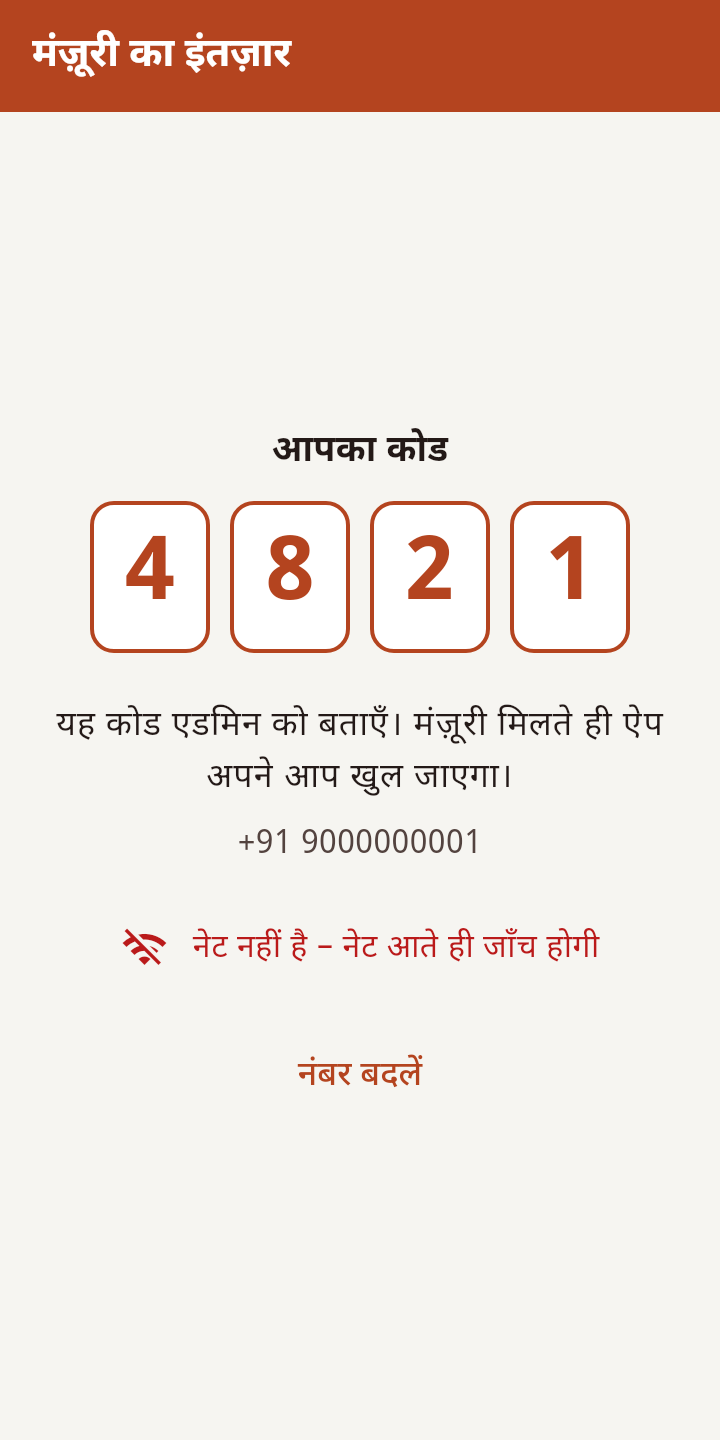 मंज़ूरी का इंतज़ार
आपका कोड
4 8 2 1
यह कोड एडमिन को बताएँ। मंज़ूरी मिलते ही ऐप
अपने आप खुल जाएगा।
+91 9000000001
नेट नहीं है – नेट आते ही जाँच होगी
नंबर बदलें